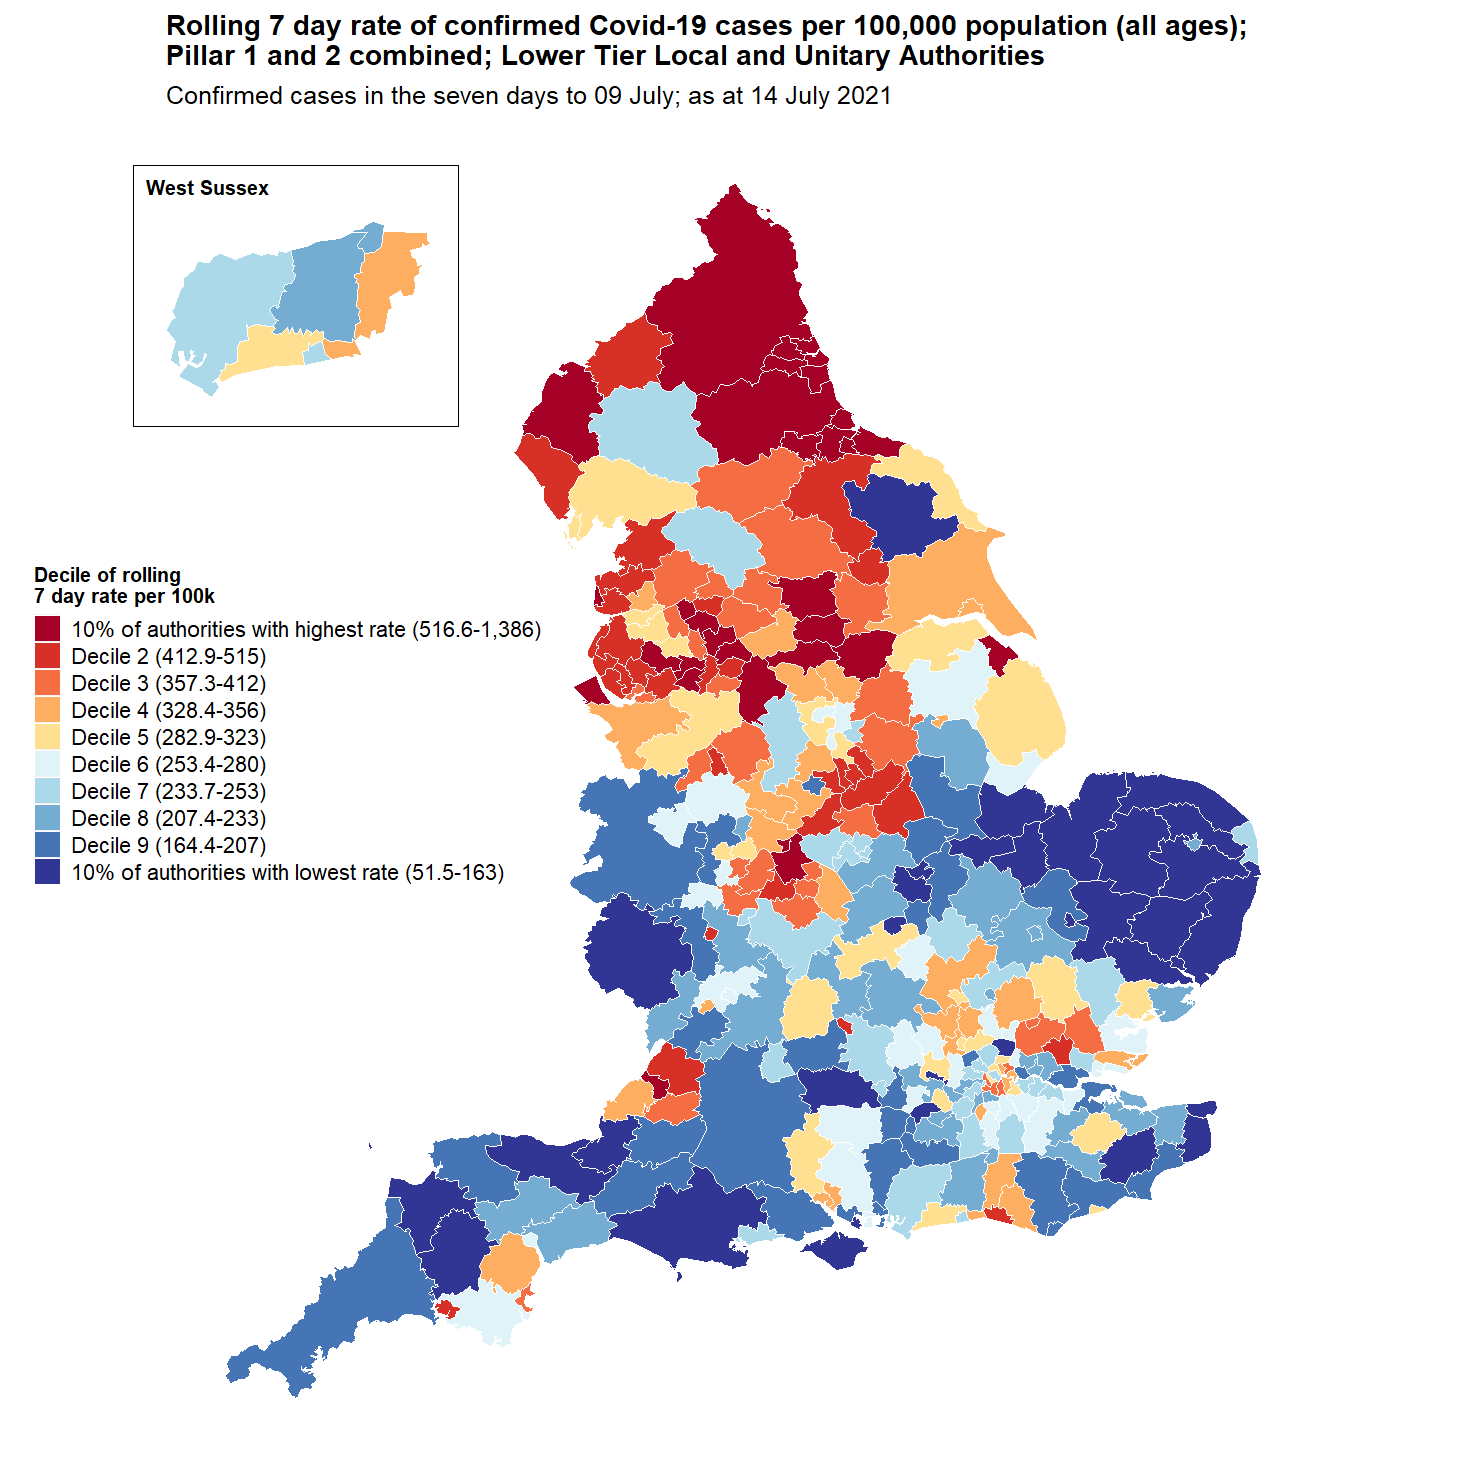 Rolling 7 day rate of confirmed Covid-19 cases per 100,000 population (all ages);
Pillar 1 and 2 combined; Lower Tier Local and Unitary Authorities
Confirmed cases in the seven days to 09 July; as at 14 July 2021
West Sussex
Decile of rolling
7 day rate per 100k
10% of authorities with highest rate (516.6-1,386)
Decile 2 (412.9-515)
Decile 3 (357.3-412)
Decile 4 (328.4-356)
Decile 5 (282.9-323)
Decile 6 (253.4-280)
Decile 7 (233.7-253)
Decile 8 (207.4-233)
Decile 9 (164.4-207)
10% of authorities with lowest rate (51.5-163)